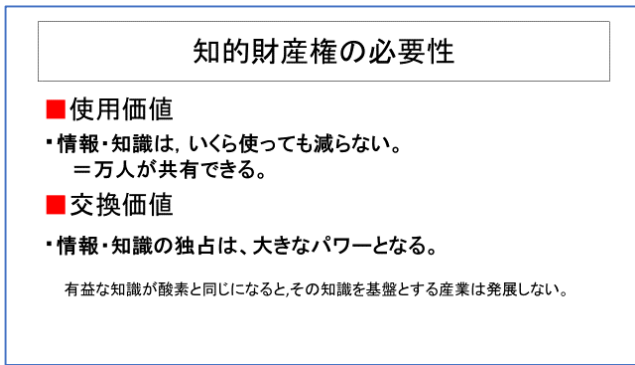 知的財産権の必要性
■使用価値
・情報・知識は，いくら使っても減らない。
＝万人が共有できる。
■交換価値
・情報・知識の独占は、大きなパワーとなる。
有益な知識が酸素と同じになると,その知識を基盤とする産業は発展しない。